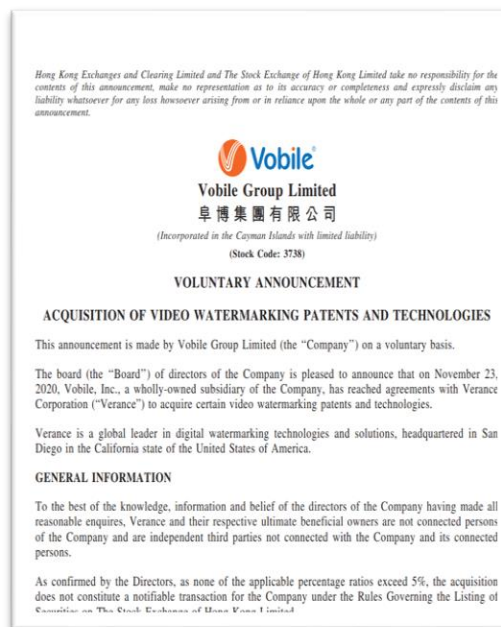 Hong Kong Exchanges and Clearing Limited and The Stock Exchange of Hong Kong Limited take no responsibility for the
contents of this announcement, make no representation as to its accuracy or completeness and expressly disclaim any
liability whatsoever for any loss howsoever arising from or in reliance upon the whole or any part of the contents of this
announcement.
Vobile
Vobile Group Limited
阜博集團有限公司
(Incorporated in the Cayman Islands with limited liability)
(Stock Code: 3738)
VOLUNTARY ANNOUNCEMENT
ACQUISITION OF VIDEO WATERMARKING PATENTS AND TECHNOLOGIES
This announcement is made by Vobile Group Limited (the “Company”) on a voluntary basis.
The board (the “Board”) of directors of the Company is pleased to announce that on November 23,
2020, Vobile, Inc., a wholly-owned subsidiary of the Company, has reached agreements with Verance
Corporation (“Verance”) to acquire certain video watermarking patents and technologies.
Verance is a global leader in digital watermarking technologies and solutions, headquartered in San
Diego in the California state of the United States of America.
GENERAL INFORMATION
To the best of the knowledge, information and belief of the directors of the Company having made all
reasonable enquires, Verance and their respective ultimate beneficial owners are not connected persons
of the Company and are independent third parties not connected with the Company and its connected
persons.
As confirmed by the Directors, as none of the applicable percentage ratios exceed 5%, the acquisition
does not constitute a notifiable transaction for the Company under the Rules Governing the Listing of
Securities on The Stock Exchange of Hong Kong Limited